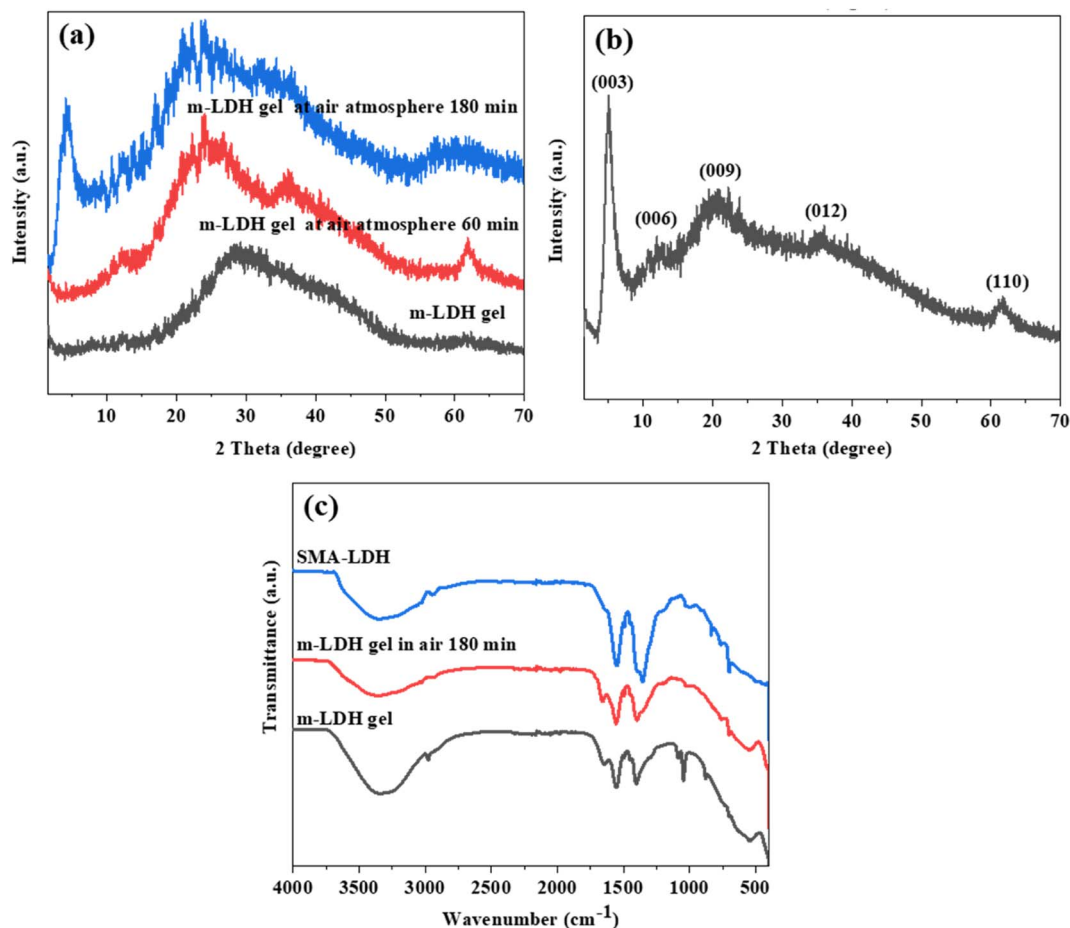 (a)
m-LDH gel at air atmosphere 180 min
m-LDH gel at air atmosphere 60 min
m-LDH gel
Intensity (a.u.)
10 20 30 40 50 60 70
2 Theta (degree)
(b)
(003)
(006)
(009)
(012)
(110)
Intensity (a.u.)
10 20 30 40 50 60 70
2 Theta (degree)
(c)
SMA-LDH
m-LDH gel in air 180 min
m-LDH gel
Transmittance (a.u.)
4000 3500 3000 2500 2000 1500 1000 500
Wavenumber (cm⁻¹)